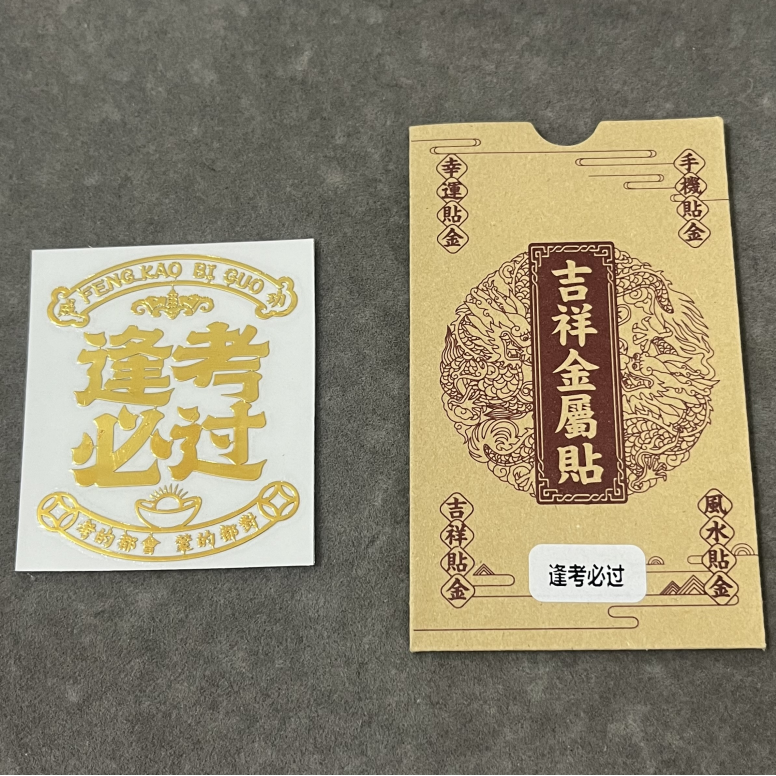 成 FENG KAO BI GUO 功
逢考
必过
考的都會 蒙的都對
幸運貼金
手機貼金
吉祥金屬貼
吉祥貼金
風水貼金
逢考必过